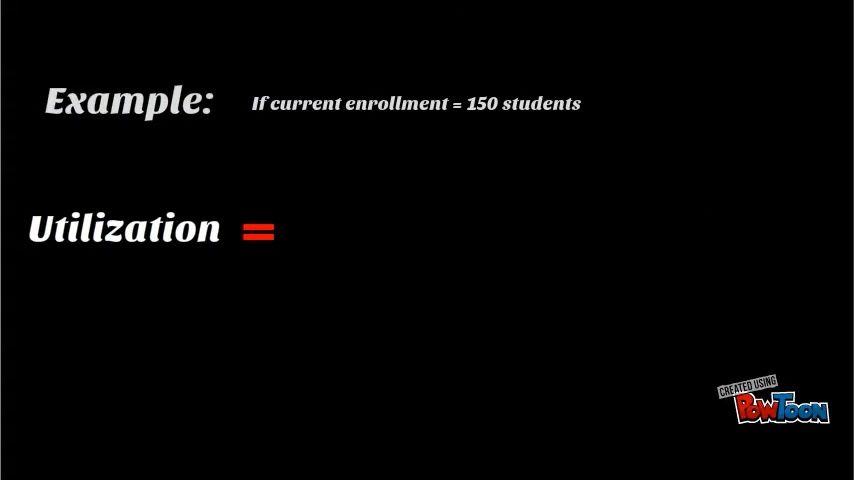 Example: If current enrollment = 150 students
Utilization =
CREATED USING
POWTOON